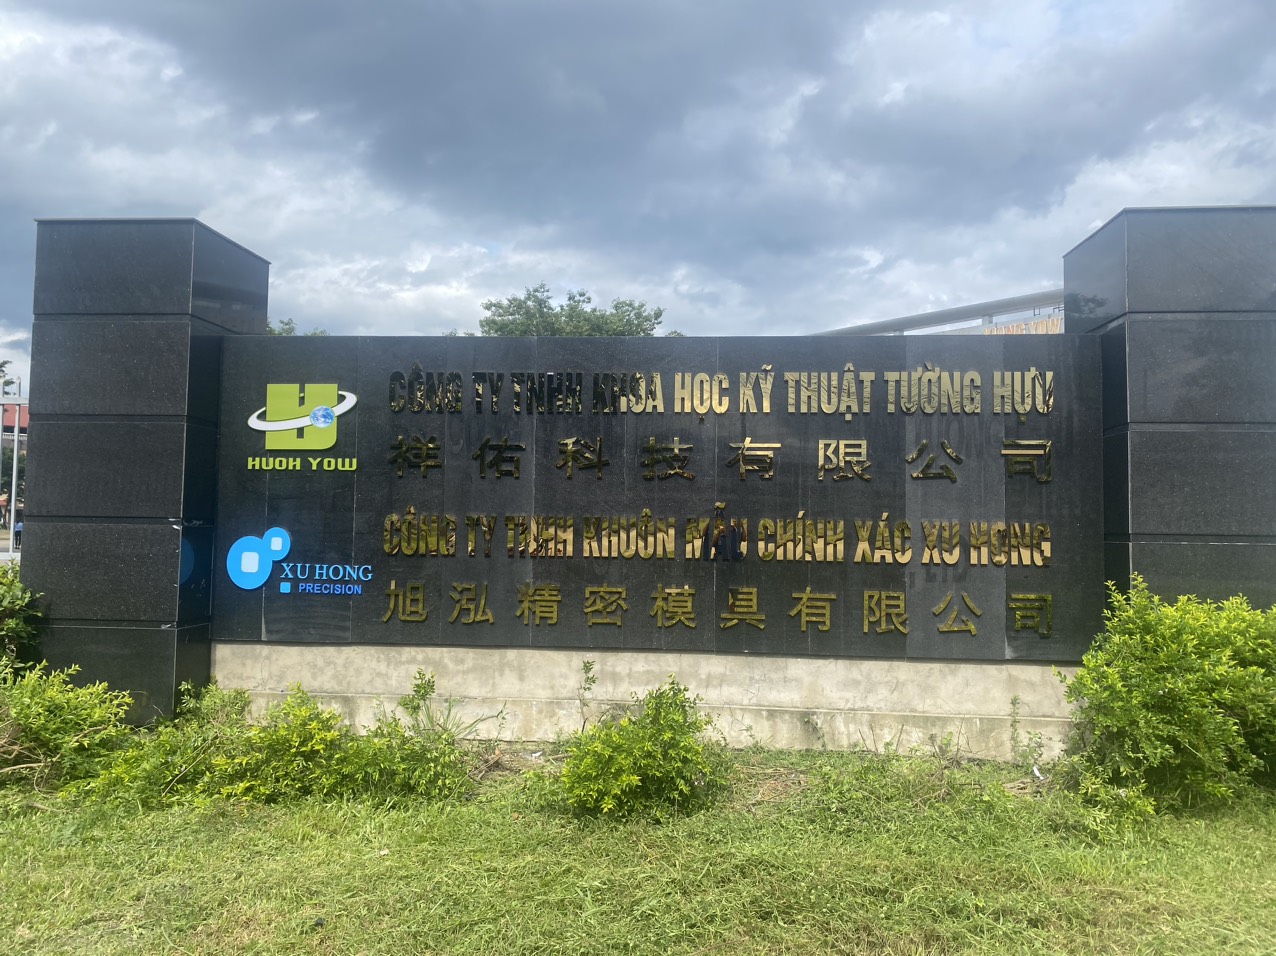 CÔNG TY TNHH KHOA HỌC KỸ THUẬT TƯỜNG HỰU
祥佑科技有限公司
HUOH YOW
CÔNG TY TNHH KHUÔN MẪU CHÍNH XÁC XU HONG
旭泓精密模具有限公司
XU HONG
PRECISION
YOW